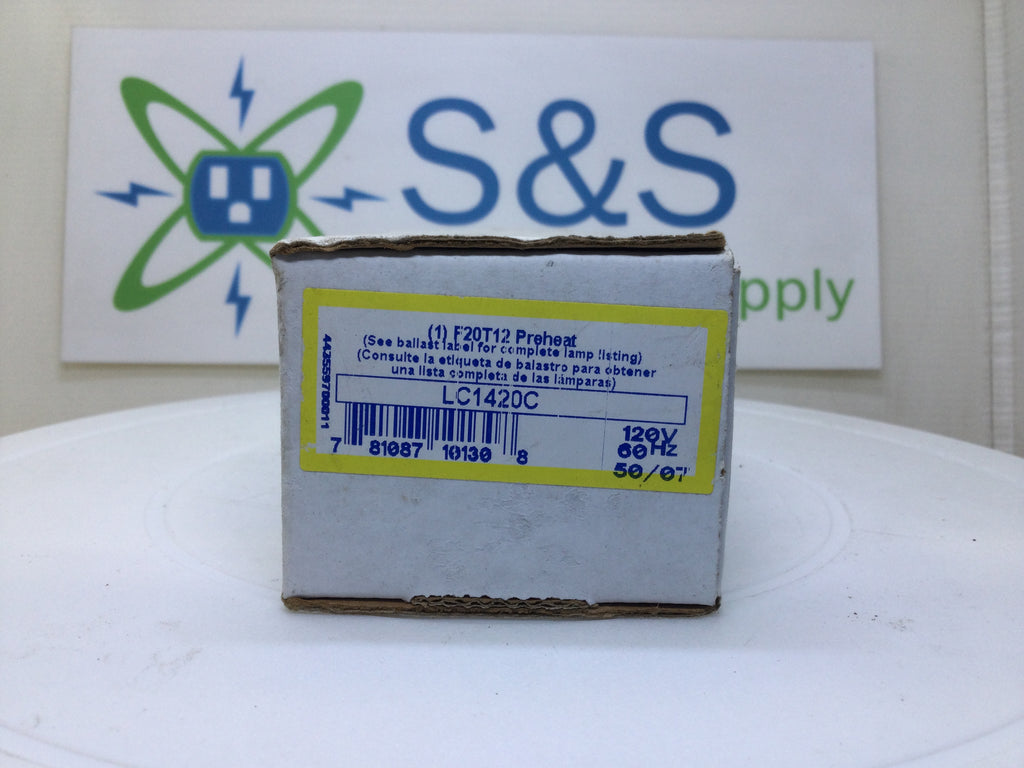 S&S
pply
(1) F20T12 Preheat
(See ballast label for complete lamp listing)
(Consulte la etiqueta de balastro para obtener
una lista completa de las lámparas)
LC1420C
7 81087 10130 8
120V
60Hz
50/07